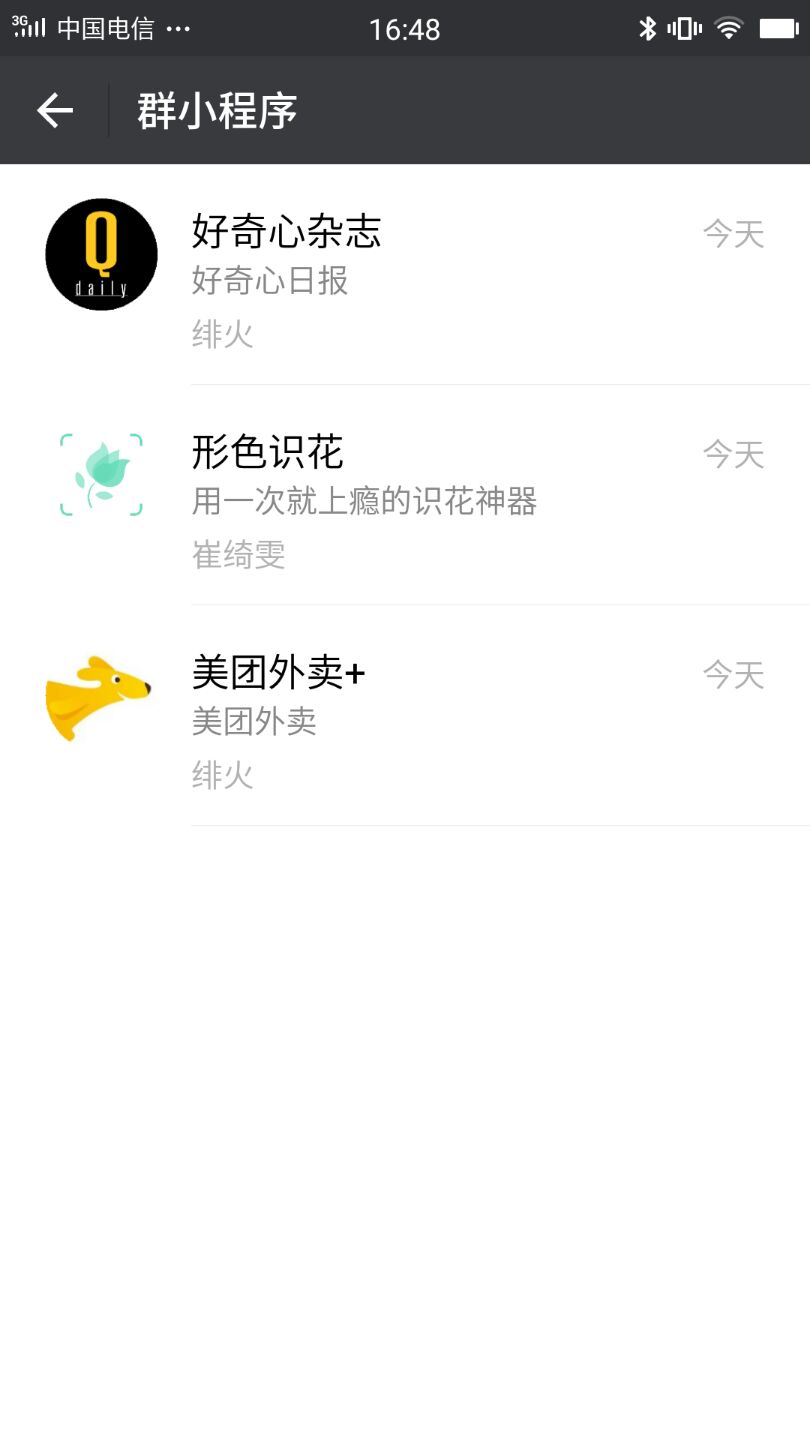 3G 中国电信 ··· 16:48
群小程序
Q
daily
好奇心杂志 今天
好奇心日报
绯火
形色识花 今天
用一次就上瘾的识花神器
崔绮雯
美团外卖+ 今天
美团外卖
绯火